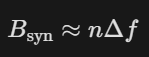 B_syn ≈ nΔf